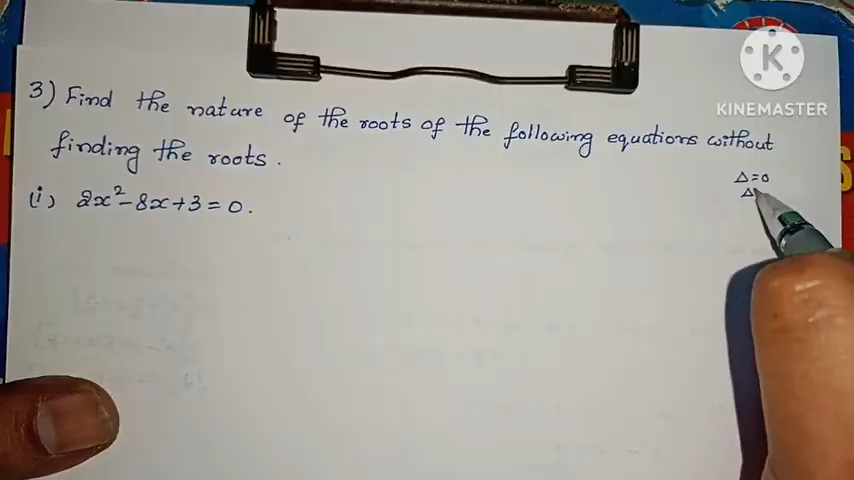 3) Find the nature of the roots of the following equations without
finding the roots.
Δ=0
Δ
(i) 2x²-8x+3=0.
K
KINEMASTER